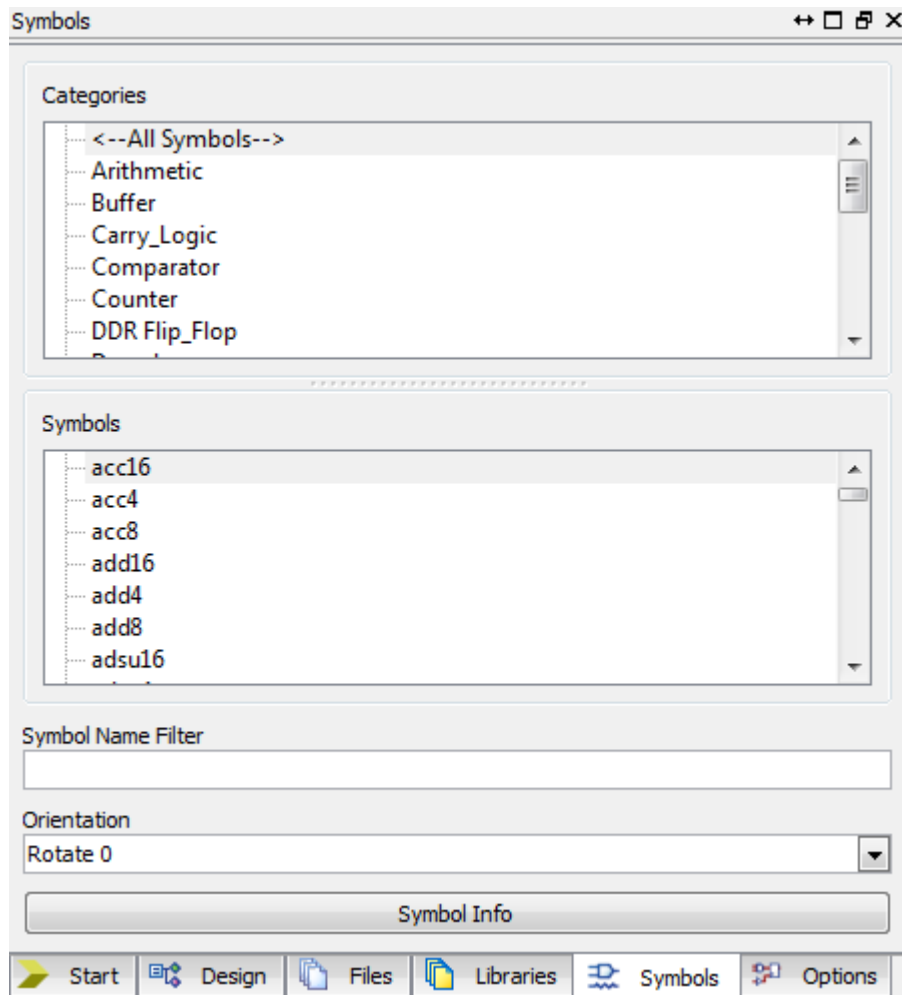 Symbols
Categories
<--All Symbols-->
Arithmetic
Buffer
Carry_Logic
Comparator
Counter
DDR Flip_Flop
Symbols
acc16
acc4
acc8
add16
add4
add8
adsu16
Symbol Name Filter
Orientation
Rotate 0
Symbol Info
Start Design Files Libraries Symbols Options